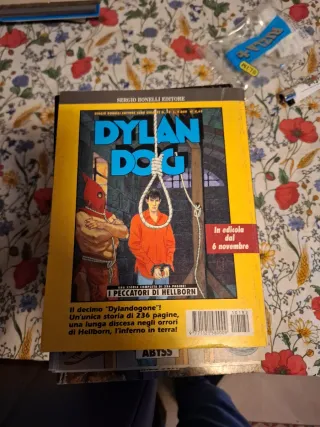 SERGIO BONELLI EDITORE
DYLAN
DOG
In edicola
dal
6 novembre
I PECCATORI DI HELLBORN
Il decimo "Dylandogone"!
Un'unica storia di 236 pagine,
una lunga discesa negli orrori
di Hellborn, l'inferno in terra!
ABYSS